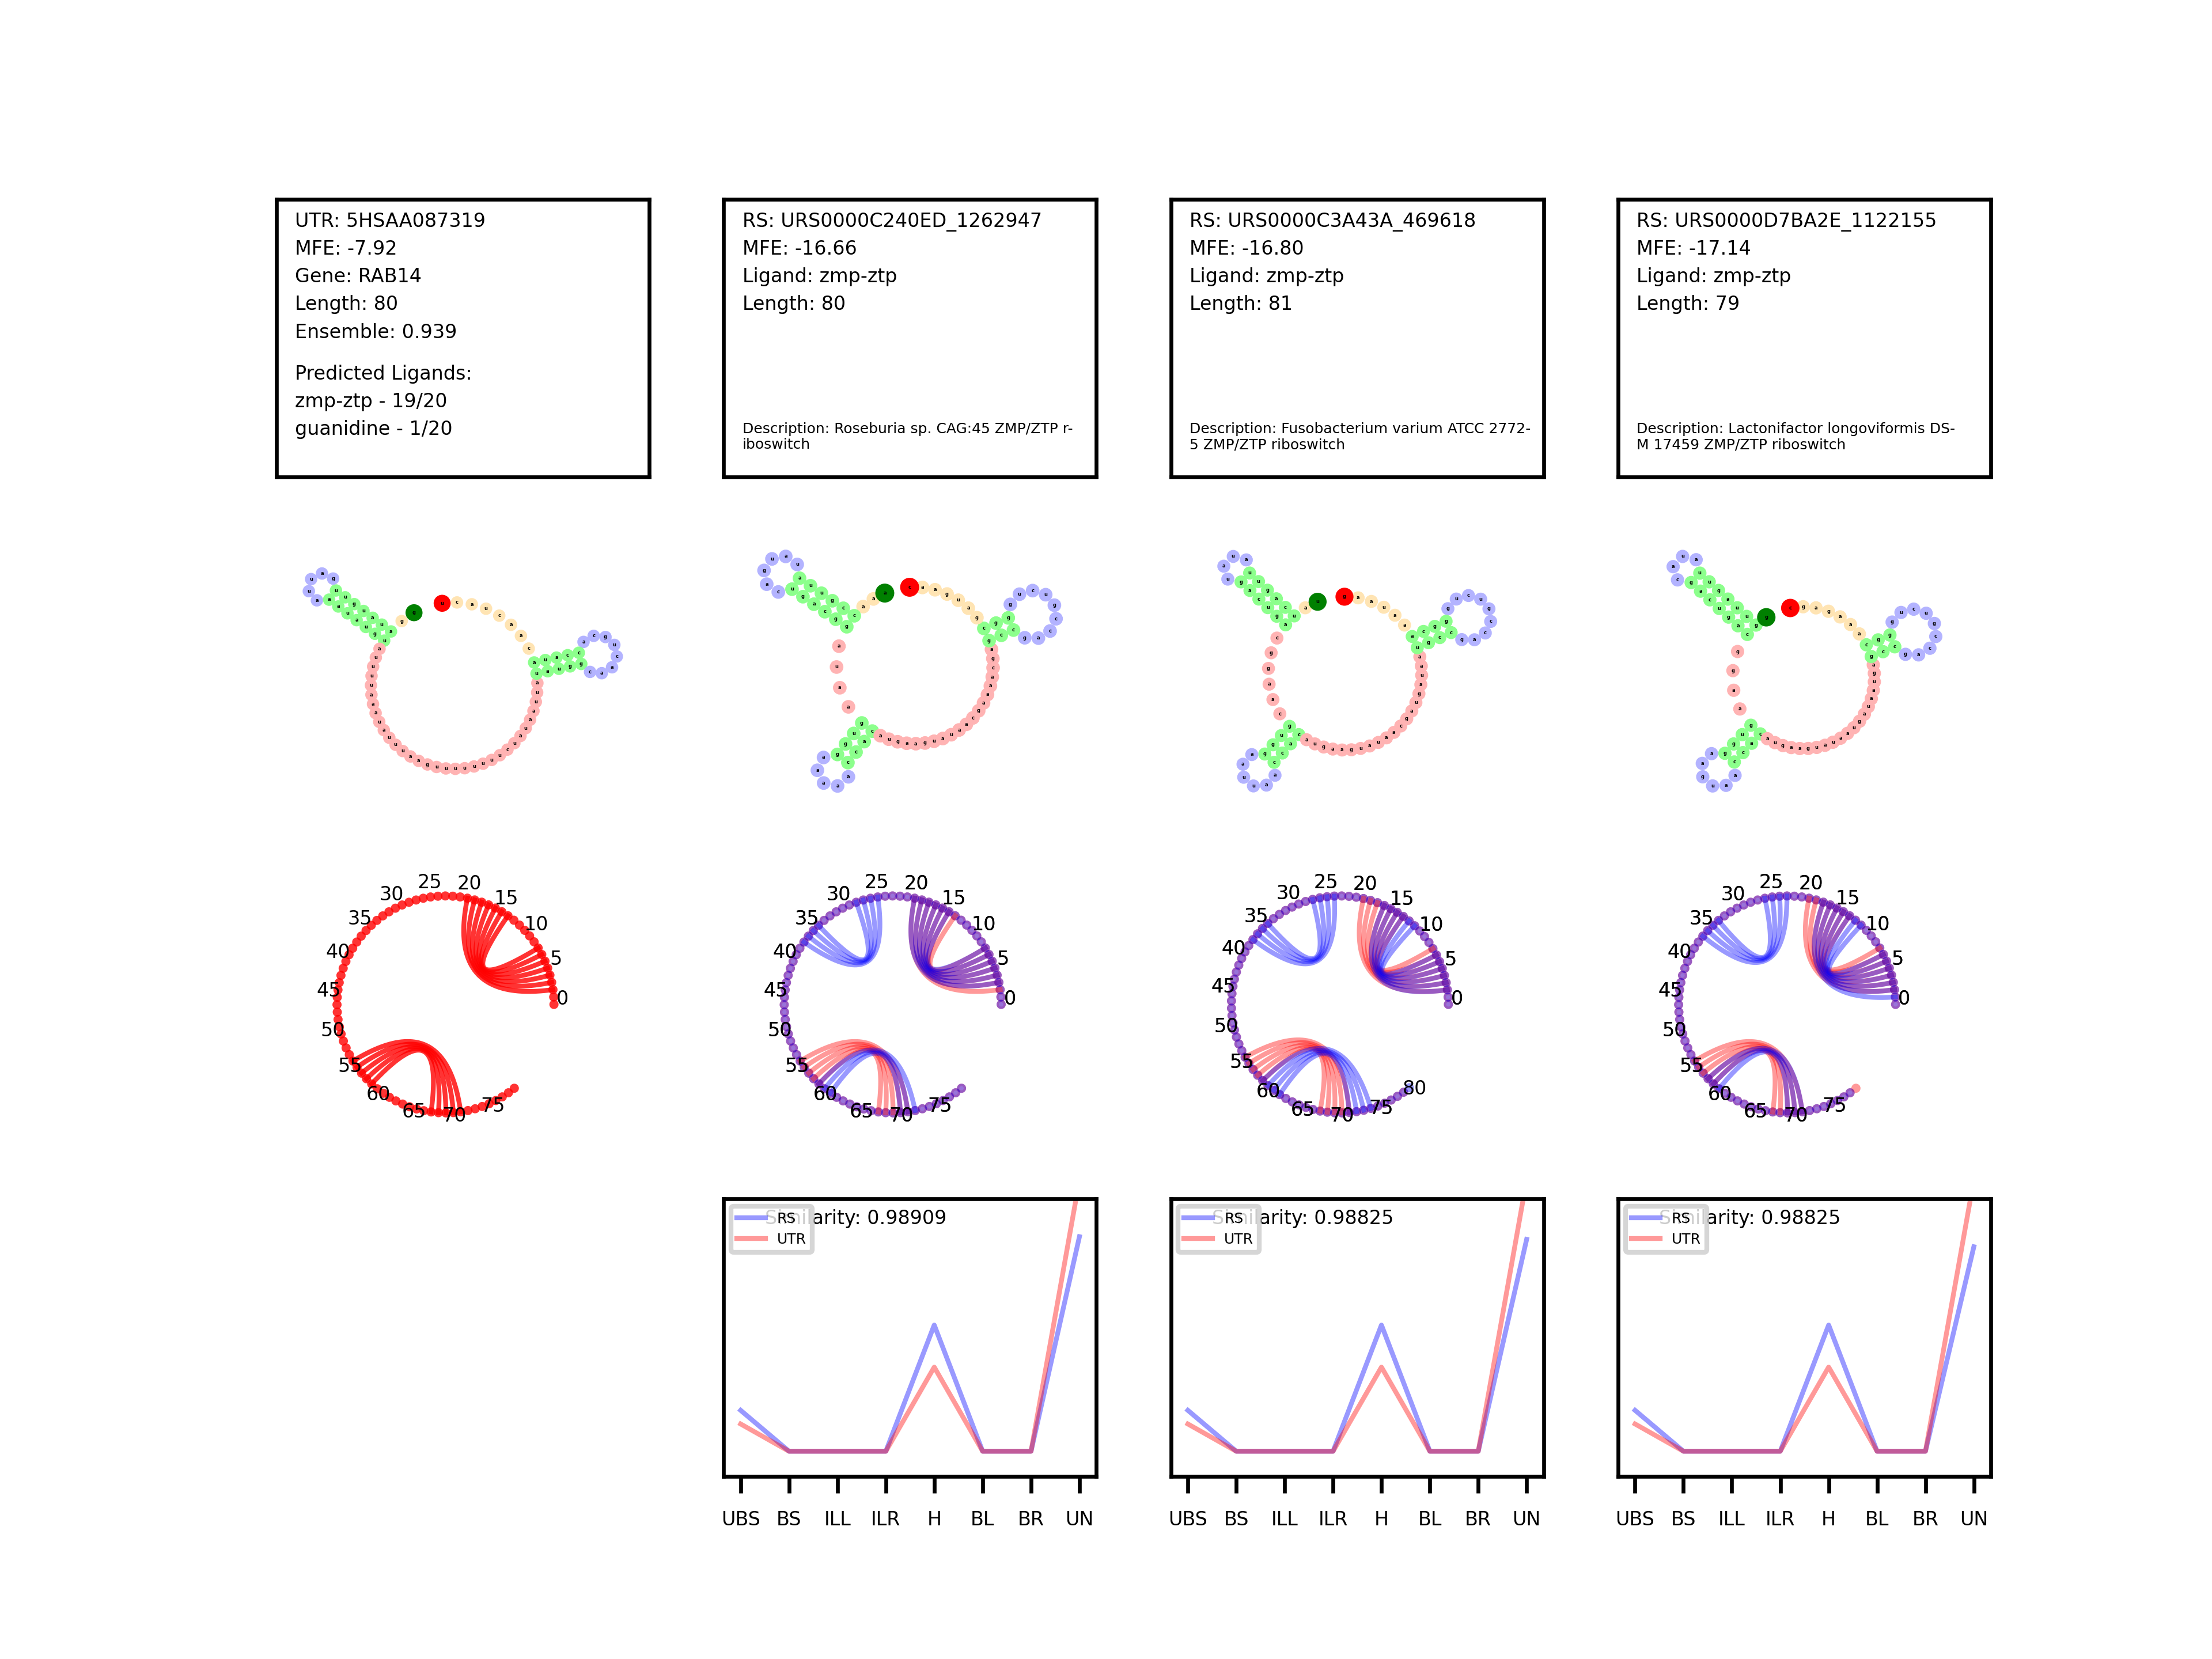 UTR: 5HSAA087319
MFE: -7.92
Gene: RAB14
Length: 80
Ensemble: 0.939
Predicted Ligands:
zmp-ztp - 19/20
guanidine - 1/20
RS: URS0000C240ED_1262947
MFE: -16.66
Ligand: zmp-ztp
Length: 80
Description: Roseburia sp. CAG:45 ZMP/ZTP r-
iboswitch
RS: URS0000C3A43A_469618
MFE: -16.80
Ligand: zmp-ztp
Length: 81
Description: Fusobacterium varium ATCC 2772-
5 ZMP/ZTP riboswitch
RS: URS0000D7BA2E_1122155
MFE: -17.14
Ligand: zmp-ztp
Length: 79
Description: Lactonifactor longoviformis DS-
M 17459 ZMP/ZTP riboswitch
0 5 10 15 20 25 30 35 40 45 50 55 60 65 70 75
0 5 10 15 20 25 30 35 40 45 50 55 60 65 70 75
0 5 10 15 20 25 30 35 40 45 50 55 60 65 70 75 80
0 5 10 15 20 25 30 35 40 45 50 55 60 65 70 75
Similarity: 0.98909
RS
UTR
UBS BS ILL ILR H BL BR UN
Similarity: 0.98825
RS
UTR
UBS BS ILL ILR H BL BR UN
Similarity: 0.98825
RS
UTR
UBS BS ILL ILR H BL BR UN